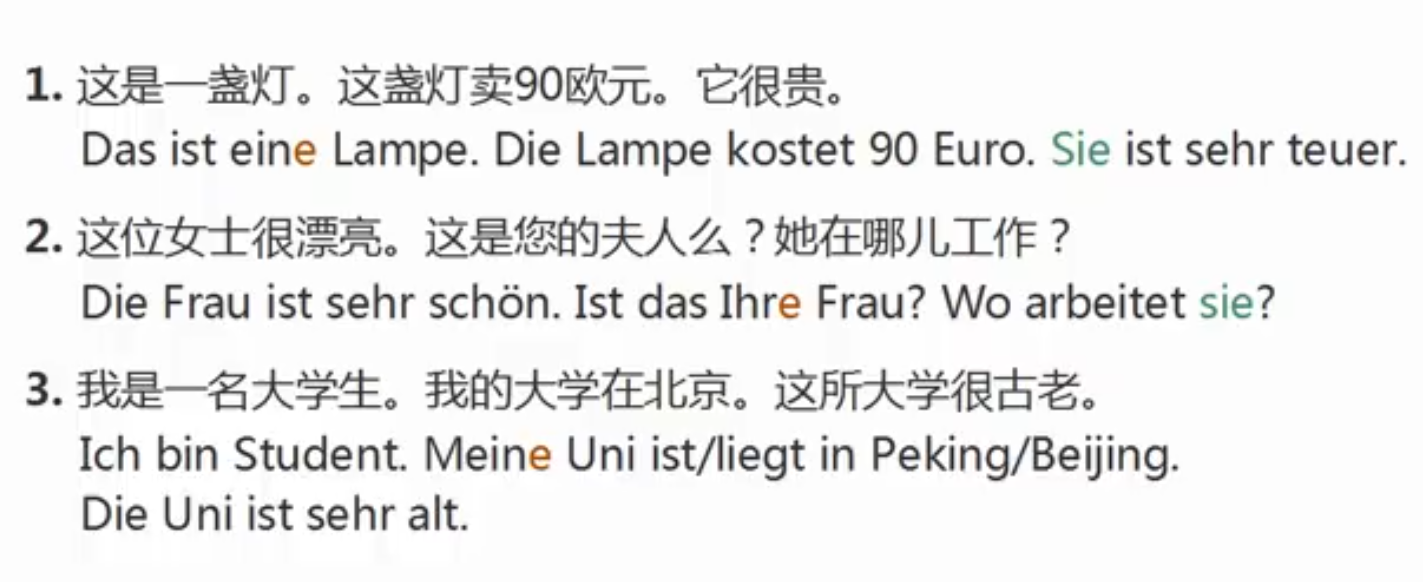 1. 这是一盏灯。这盏灯卖90欧元。它很贵。
Das ist eine Lampe. Die Lampe kostet 90 Euro. Sie ist sehr teuer.
2. 这位女士很漂亮。这是您的夫人么？她在哪儿工作？
Die Frau ist sehr schön. Ist das Ihre Frau? Wo arbeitet sie?
3. 我是一名大学生。我的大学在北京。这所大学很古老。
Ich bin Student. Meine Uni ist/liegt in Peking/Beijing.
Die Uni ist sehr alt.